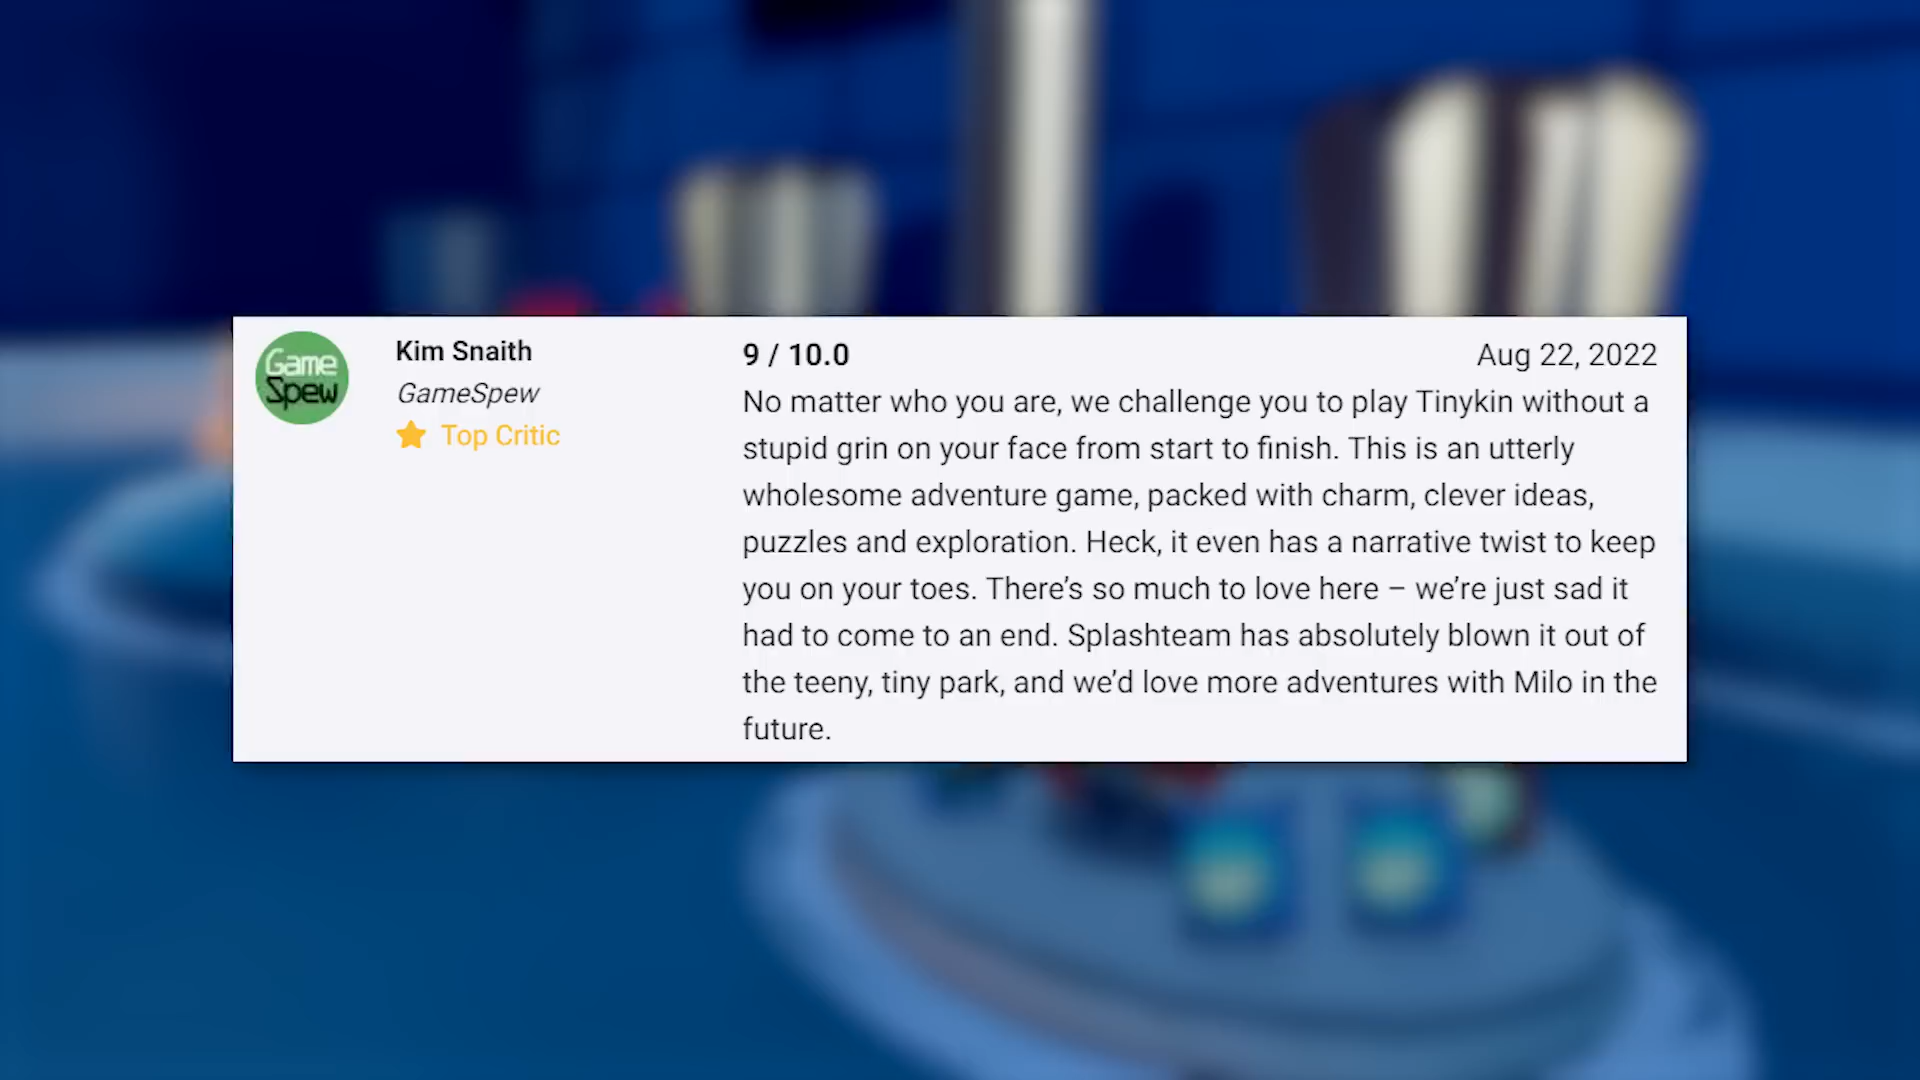 Game
Spew
Kim Snaith
GameSpew
Top Critic
9 / 10.0
Aug 22, 2022
No matter who you are, we challenge you to play Tinykin without a
stupid grin on your face from start to finish. This is an utterly
wholesome adventure game, packed with charm, clever ideas,
puzzles and exploration. Heck, it even has a narrative twist to keep
you on your toes. There’s so much to love here – we’re just sad it
had to come to an end. Splashteam has absolutely blown it out of
the teeny, tiny park, and we’d love more adventures with Milo in the
future.